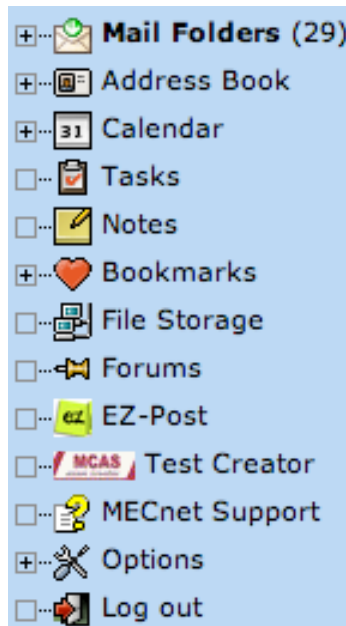 Mail Folders (29)
Address Book
31 Calendar
Tasks
Notes
Bookmarks
File Storage
Forums
ez EZ-Post
MCAS Test Creator
MECnet Support
Options
Log out